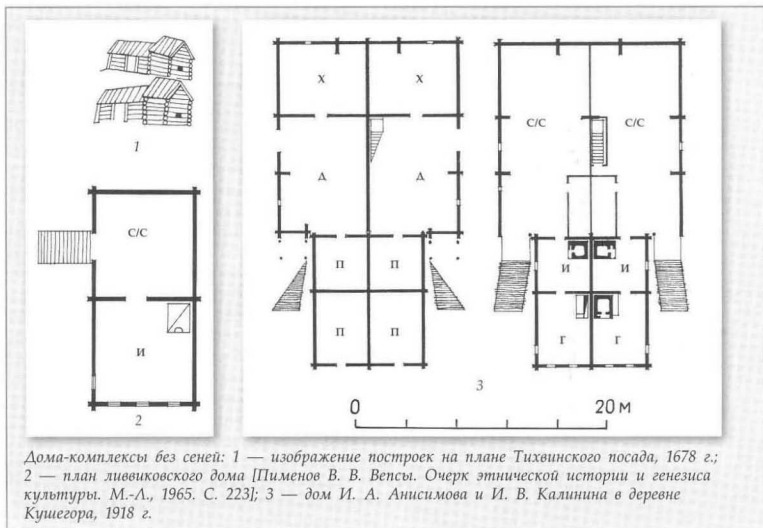 1
С/С
И
2
Х Х
Д Д
П П
П П
С/С С/С
И И
Г Г
3
0 20 м
Дома-комплексы без сеней: 1 — изображение построек на плане Тихвинского посада, 1678 г.;
2 — план ливвиковского дома [Пименов В. В. Вепсы. Очерк этнической истории и генезиса
культуры. М.-Л., 1965. С. 223]; 3 — дом И. А. Анисимова и И. В. Калинина в деревне
Кушегора, 1918 г.